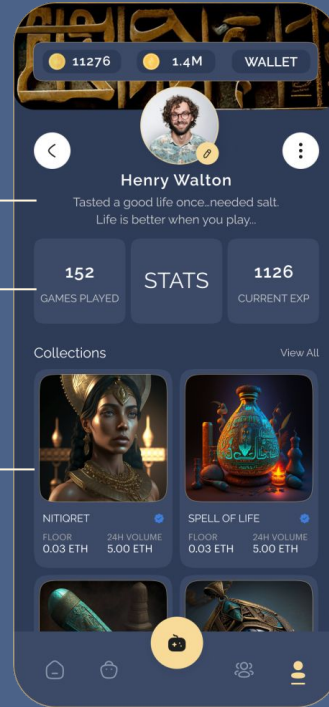 11276 1.4M WALLET
Henry Walton
Tasted a good life once...needed salt.
Life is better when you play...
152 STATS 1126
GAMES PLAYED CURRENT EXP
Collections View All
NITIQRET SPELL OF LIFE
FLOOR 24H VOLUME FLOOR 24H VOLUME
0.03 ETH 5.00 ETH 0.03 ETH 5.00 ETH